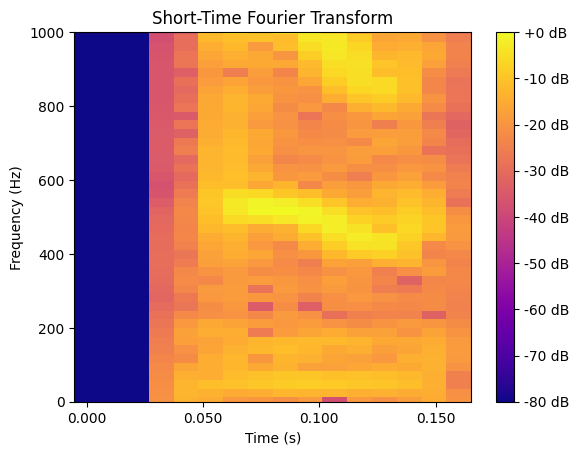 Short-Time Fourier Transform
Frequency (Hz)
1000
800
600
400
200
0
0.000
0.050
0.100
0.150
Time (s)
+0 dB
-10 dB
-20 dB
-30 dB
-40 dB
-50 dB
-60 dB
-70 dB
-80 dB